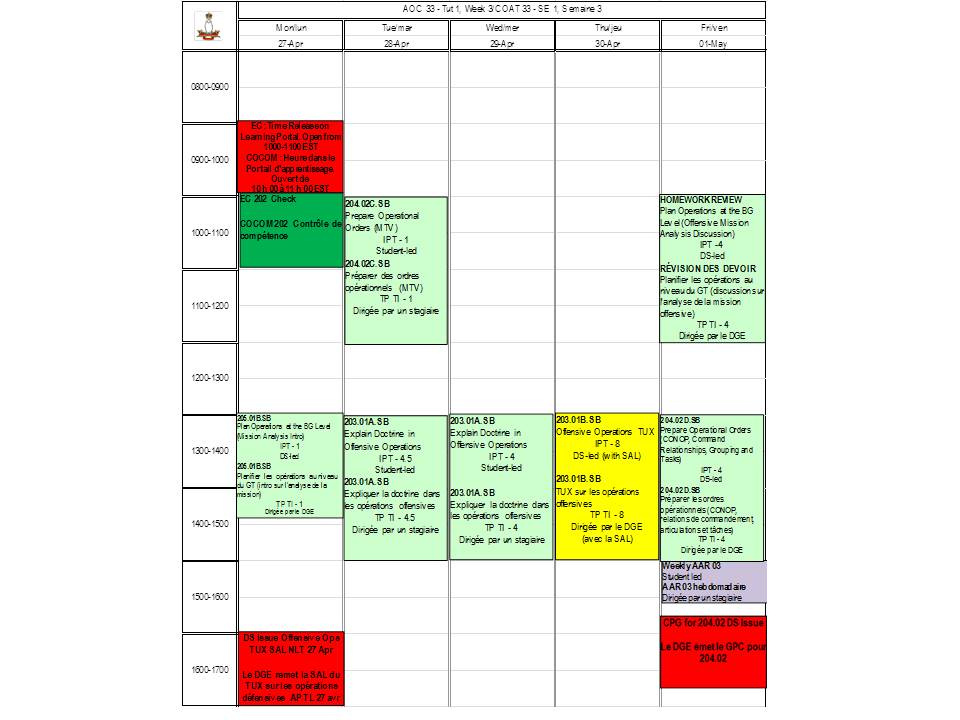 AOC 33 - Tut 1, Week 3/COAT 33 - SE 1, Semaine 3
Mon/lun
Tue/mar
Wed/mer
Thu/jeu
Fri/ven
27-Apr
28-Apr
29-Apr
30-Apr
01-May
0800-0900
0900-1000
EC : Time Release on
Learning Portal. Open from
1000-1100 EST
COCOM : Heure dans le
Portail d'apprentissage.
Ouvert de
10 h 00 à 11 h 00 EST
1000-1100
EC 202 Check
COCOM 202 Contrôle de
compétence
204.02C.SB
Prepare Operational
Orders (MTV)
IPT - 1
Student-led
204.02C.SB
Préparer des ordres
opérationnels (MTV)
TP TI - 1
Dirigée par un stagiaire
HOMEWORK REVIEW
Plan Operations at the BG
Level (Offensive Mission
Analysis Discussion)
IPT - 4
DS-led
RÉVISION DES DEVOIR
Planifier les opérations au
niveau du GT (discussion sur
l'analyse de la mission
offensive)
TP TI - 4
Dirigée par le DGE
1100-1200
1200-1300
1300-1400
205.01B.SB
Plan Operations at the BG Level
(Mission Analysis Intro)
IPT - 1
DS-led
205.01B.SB
Planifier les opérations au niveau
du GT (intro sur l'analyse de la
mission)
TP TI - 1
Dirigée par le DGE
203.01A.SB
Explain Doctrine in
Offensive Operations
IPT - 4.5
Student-led
203.01A.SB
Expliquer la doctrine dans
les opérations offensives
TP TI - 4.5
Dirigée par un stagiaire
203.01A.SB
Explain Doctrine in
Offensive Operations
IPT - 4
Student-led
203.01A.SB
Expliquer la doctrine dans
les opérations offensives
TP TI - 4
Dirigée par un stagiaire
203.01B.SB
Offensive Operations TUX
IPT - 8
DS-led (with SAL)
203.01B.SB
TUX sur les opérations
offensives
TP TI - 8
Dirigée par le DGE
(avec la SAL)
204.02D.SB
Prepare Operational Orders
(CONOP, Command
Relationships, Grouping and
Tasks)
IPT - 4
DS-led
204.02D.SB
Préparer les ordres
opérationnels (CONOP,
relations de commandement,
articulations et tâches)
TP TI - 4
Dirigée par le DGE
1400-1500
1500-1600
Weekly AAR 03
Student led
AAR 03 hebdomadaire
Dirigée par un stagiaire
1600-1700
DS issue Offensive Ops
TUX SAL NLT 27 Apr
Le DGE remet la SAL du
TUX sur les opérations
défensives APTL 27 avr.
CPG for 204.02 DS issue
Le DGE émet le GPC pour
204.02